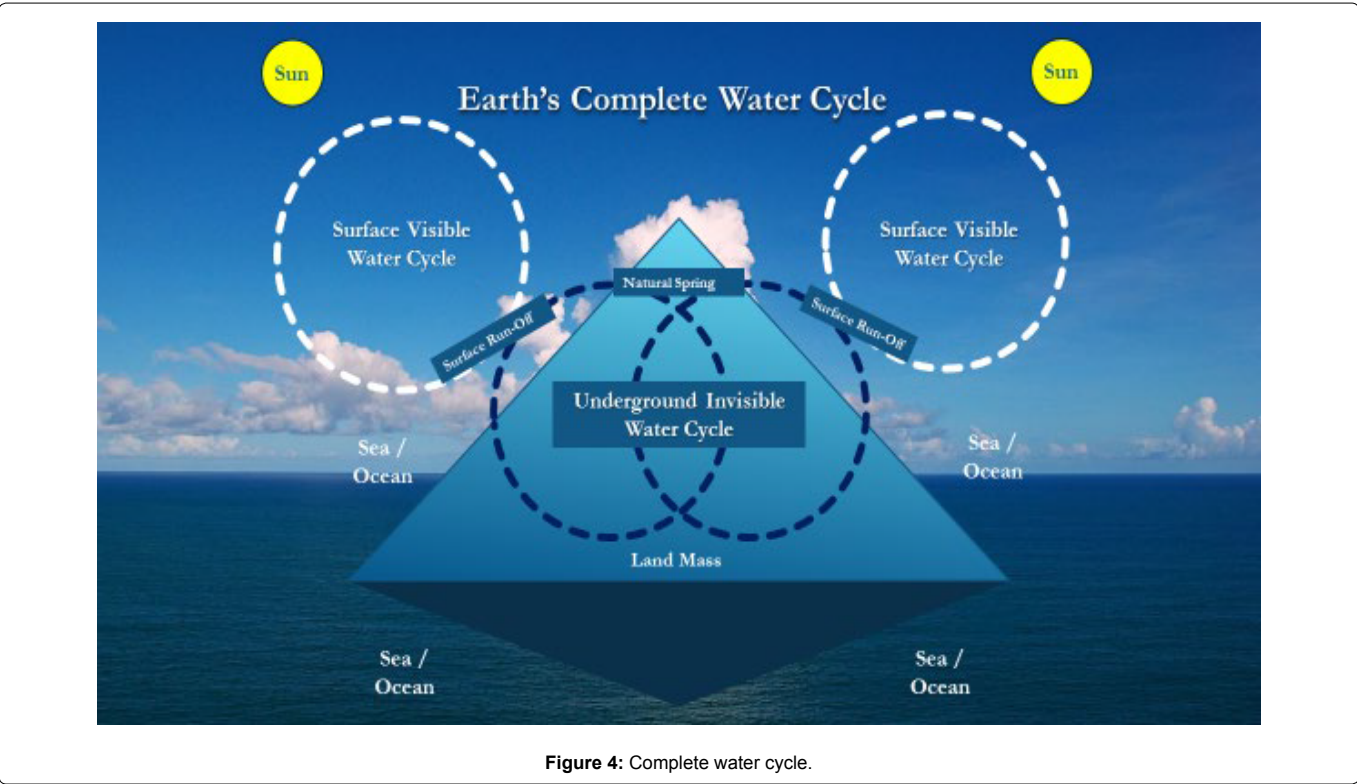 Sun
Sun
Earth's Complete Water Cycle
Surface Visible
Water Cycle
Surface Visible
Water Cycle
Natural Spring
Surface Run-Off
Surface Run-Off
Underground Invisible
Water Cycle
Sea /
Ocean
Sea /
Ocean
Land Mass
Sea /
Ocean
Sea /
Ocean
Figure 4: Complete water cycle.